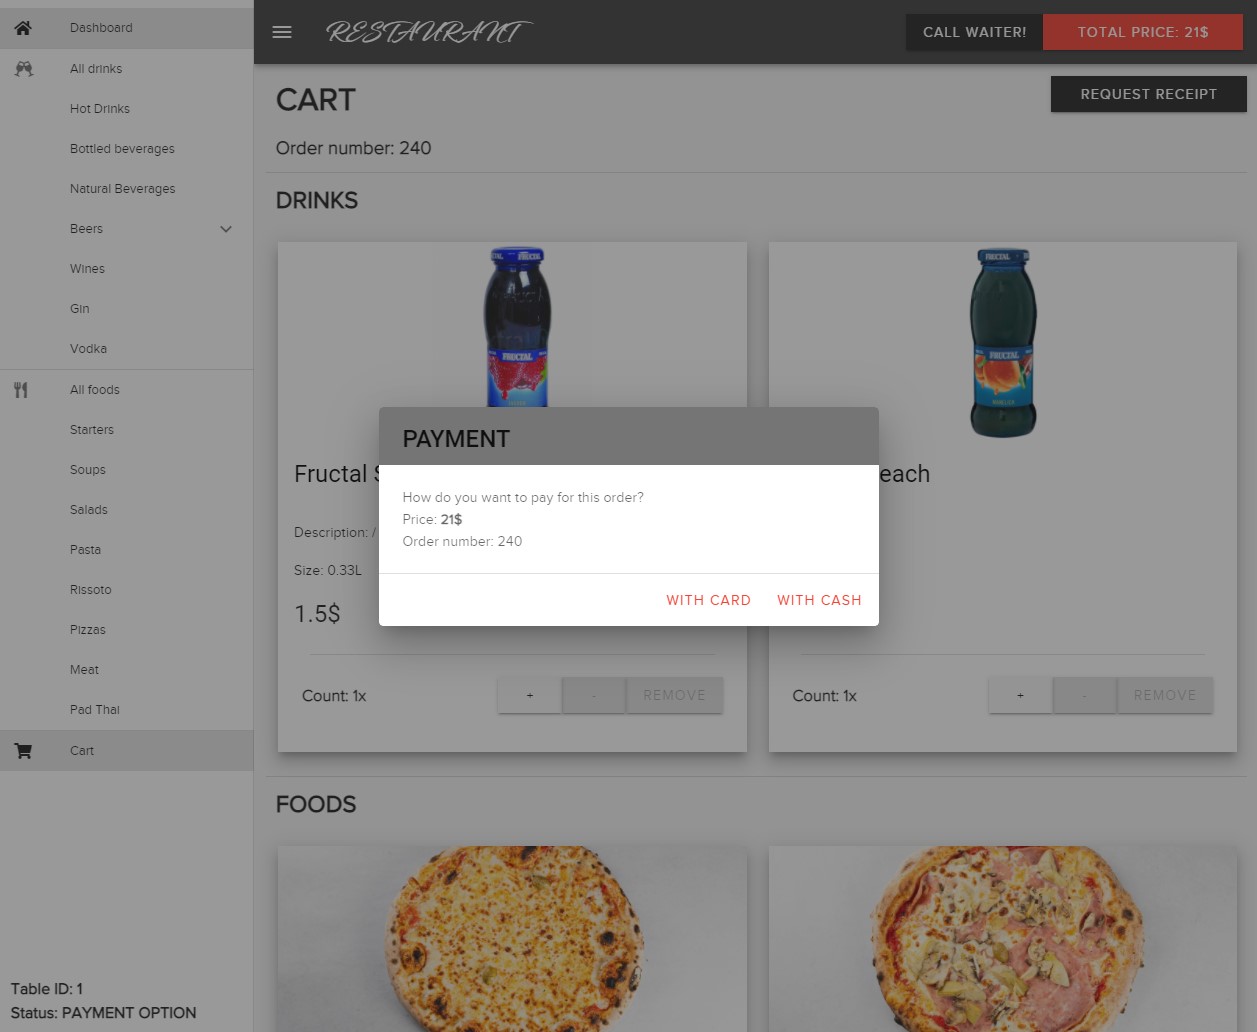 Dashboard
All drinks
Hot Drinks
Bottled beverages
Natural Beverages
Beers
Wines
Gin
Vodka
All foods
Starters
Soups
Salads
Pasta
Rissoto
Pizzas
Meat
Pad Thai
Cart
Table ID: 1
Status: PAYMENT OPTION
RESTAURANT
CALL WAITER!
TOTAL PRICE: 21$
CART
REQUEST RECEIPT
Order number: 240
DRINKS
FRUCTAL
FRUCTAL
FRUCTAL
FRUCTAL
Fructal
each
Description: /
Size: 0.33L
1.5$
PAYMENT
How do you want to pay for this order?
Price: 21$
Order number: 240
WITH CARD WITH CASH
Count: 1x
+ - REMOVE
Count: 1x
+ - REMOVE
FOODS